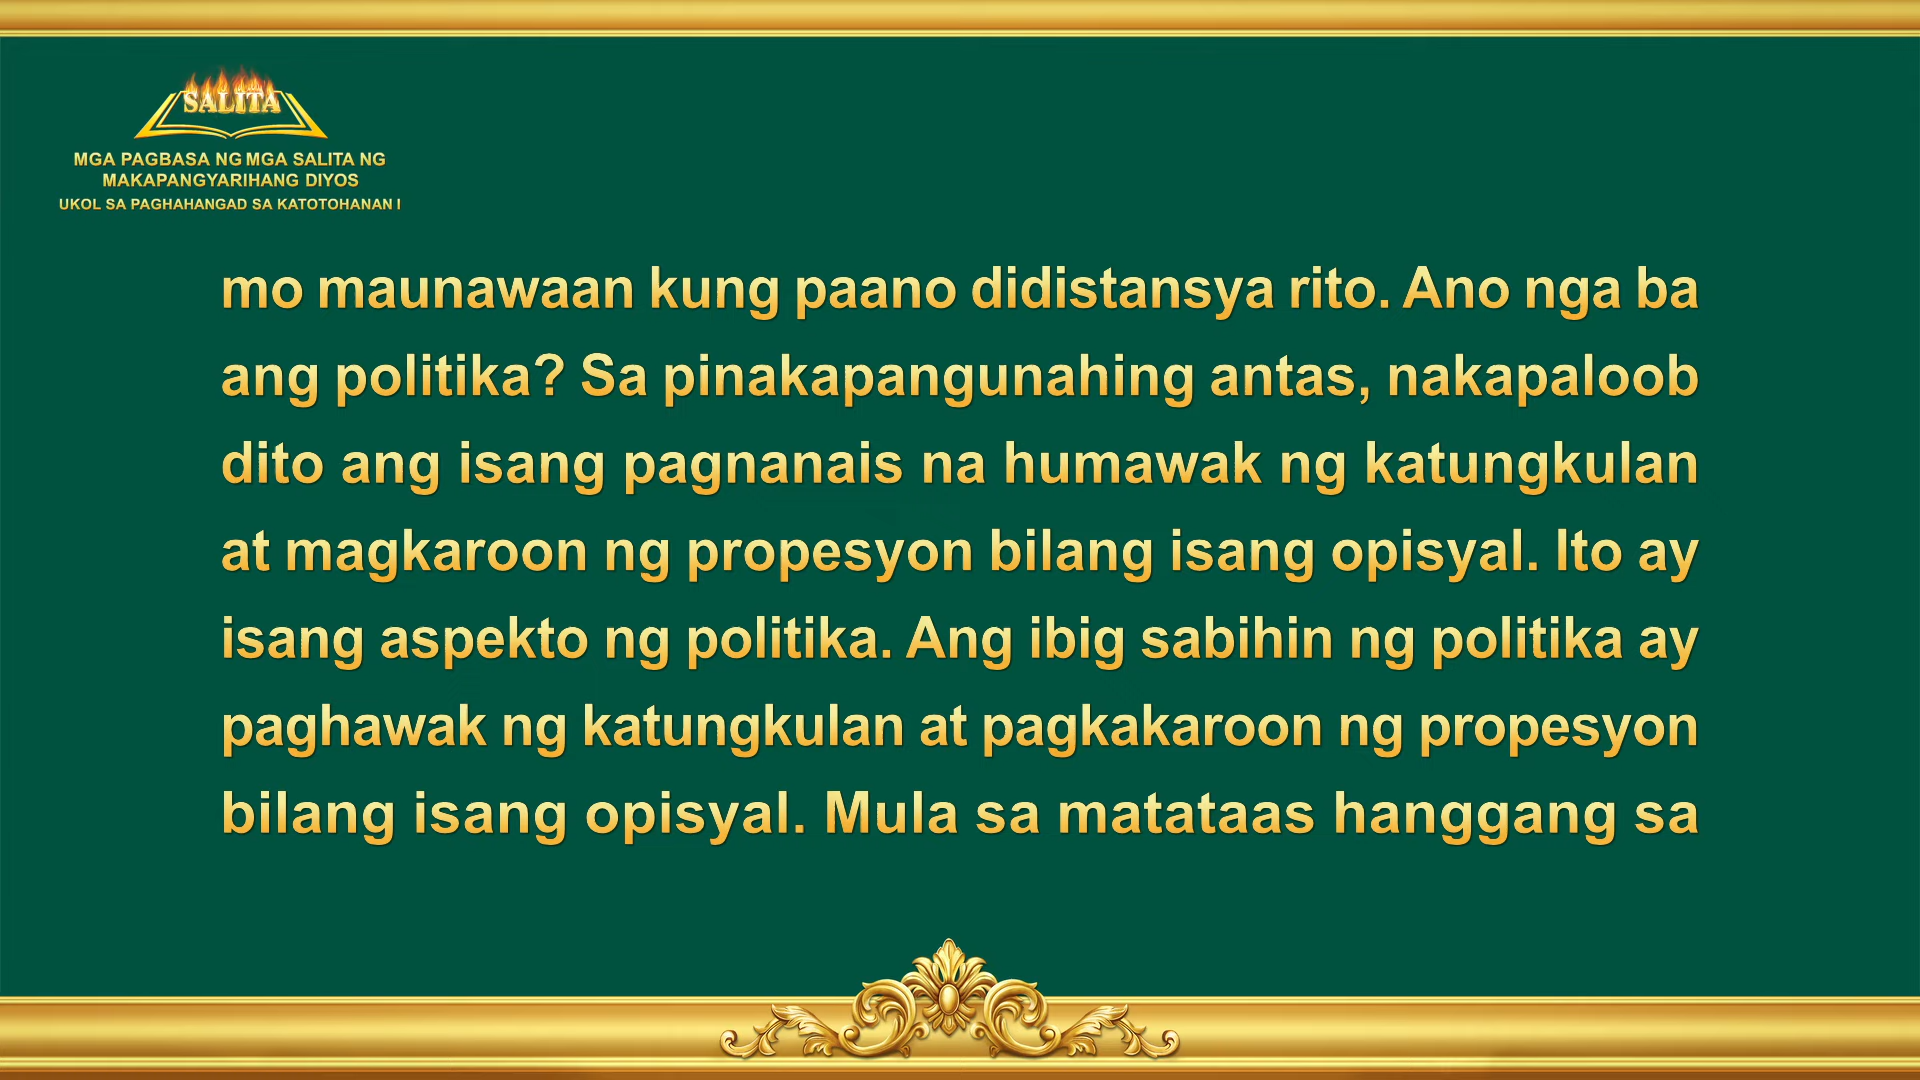 SALITA
MGA PAGBASA NG MGA SALITA NG
MAKAPANGYARIHANG DIYOS
UKOL SA PAGHAHANGAD SA KATOTOHANAN I
mo maunawaan kung paano didistansya rito. Ano nga ba
ang politika? Sa pinakapangunahing antas, nakapaloob
dito ang isang pagnanais na humawak ng katungkulan
at magkaroon ng propesyon bilang isang opisyal. Ito ay
isang aspekto ng politika. Ang ibig sabihin ng politika ay
paghawak ng katungkulan at pagkakaroon ng propesyon
bilang isang opisyal. Mula sa matataas hanggang sa